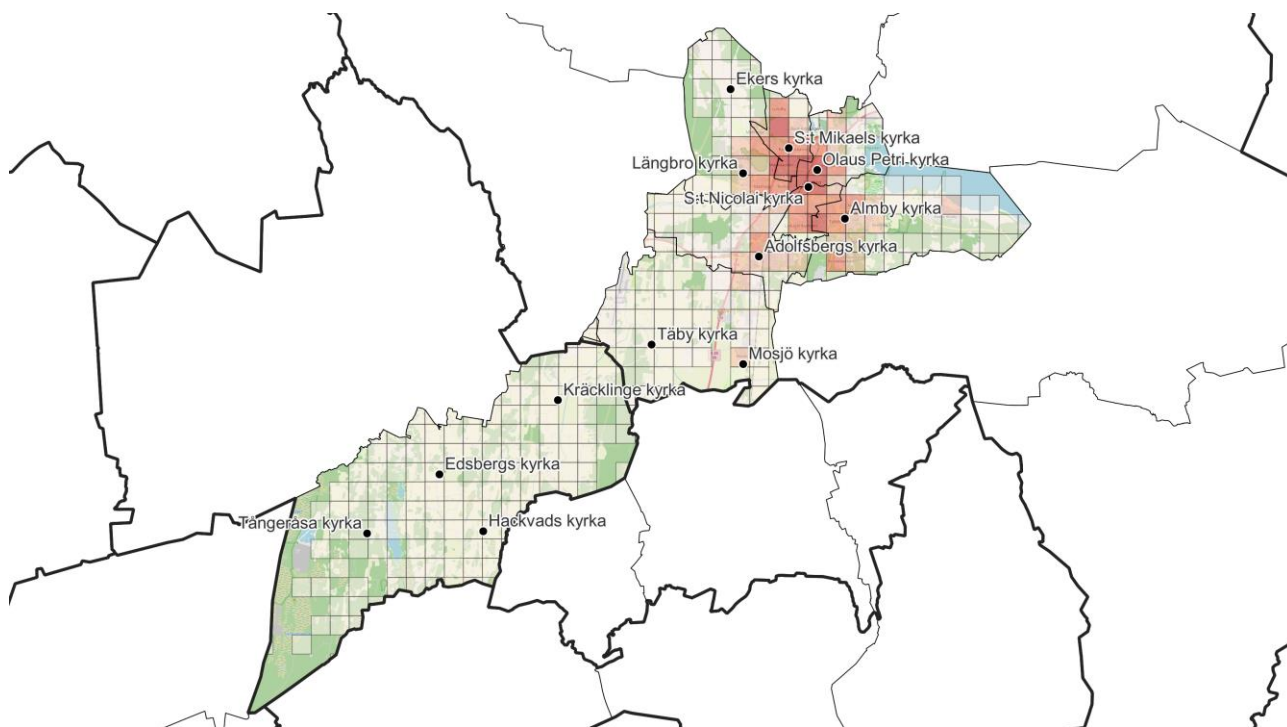 Ekers kyrka
S:t Mikaels kyrka
Längbro kyrka
Olaus Petri kyrka
S:t Nicolai kyrka
Almby kyrka
Adolfsbergs kyrka
Täby kyrka
Mosjö kyrka
Kräcklinge kyrka
Edsbergs kyrka
Tångeråsa kyrka
Hackvads kyrka